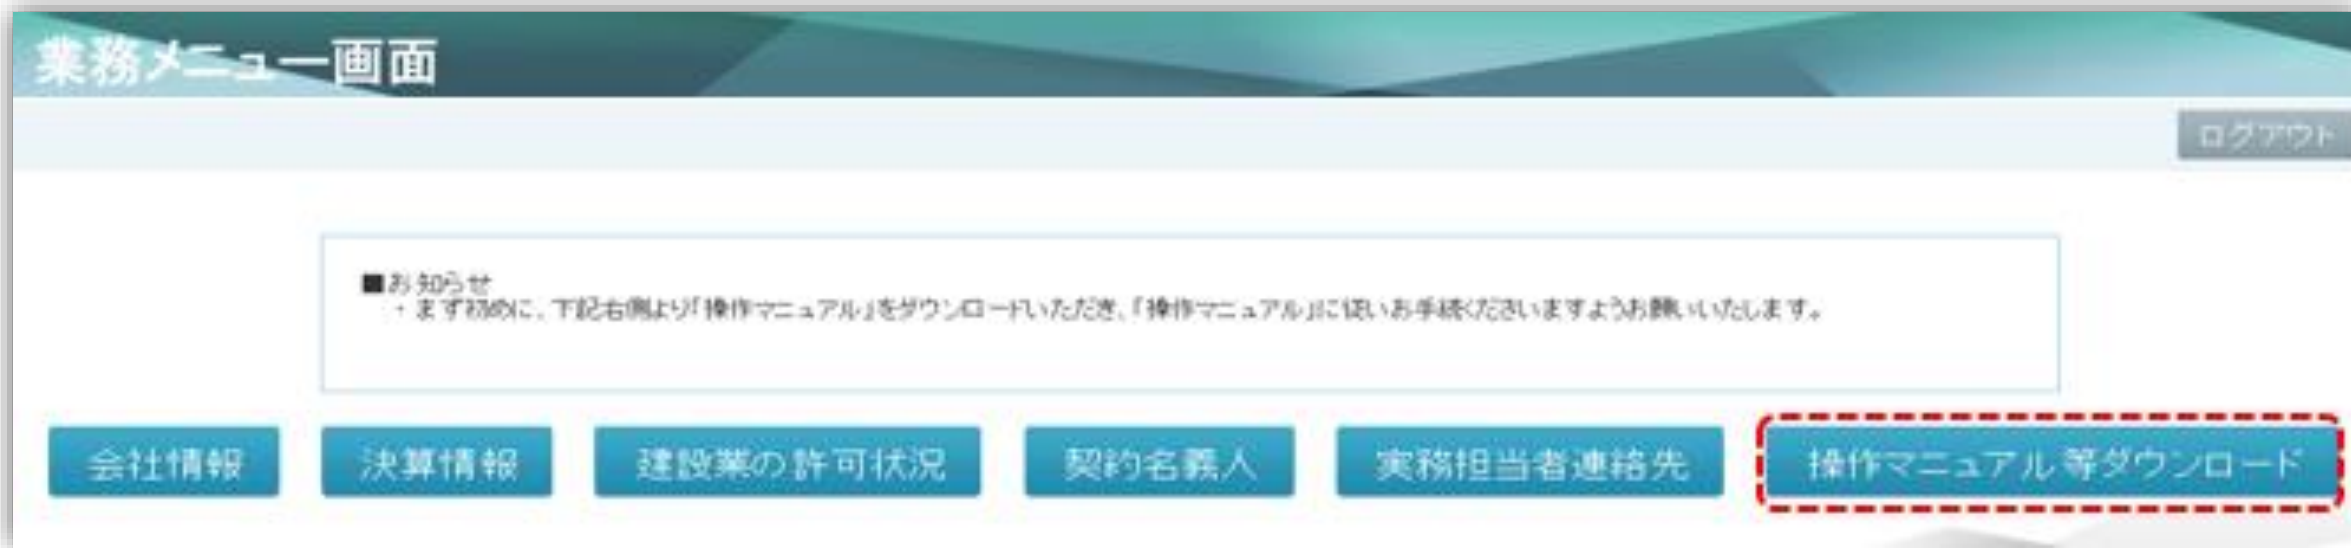 業務メニュー画面
ログアウト
■お知らせ
・まず初めに、下記右側より「操作マニュアル」をダウンロードいただき、「操作マニュアル」に従いお手続くださいますようお願いいたします。
会社情報 決算情報 建設業の許可状況 契約名義人 実務担当者連絡先 操作マニュアル等ダウンロード